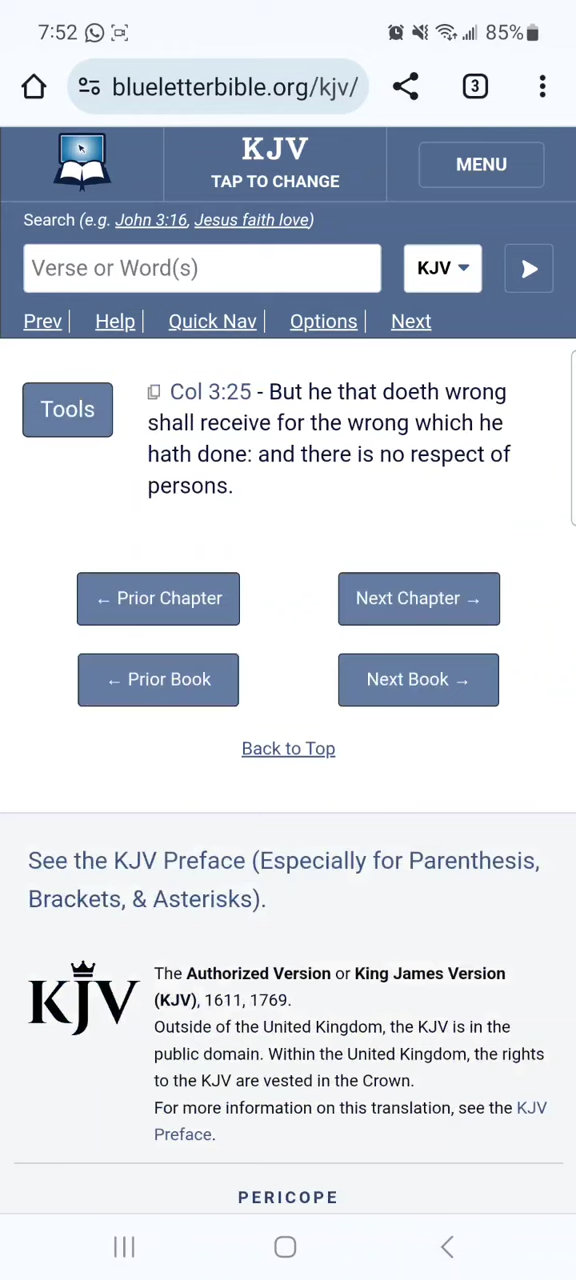 7:52 85%
blueletterbible.org/kjv/ 3
KJV
TAP TO CHANGE
MENU
Search (e.g. John 3:16, Jesus faith love)
Verse or Word(s) KJV
Prev | Help | Quick Nav | Options | Next
Tools
Col 3:25 - But he that doeth wrong
shall receive for the wrong which he
hath done: and there is no respect of
persons.
← Prior Chapter Next Chapter →
← Prior Book Next Book →
Back to Top
See the KJV Preface (Especially for Parenthesis,
Brackets, & Asterisks).
KJV
The Authorized Version or King James Version
(KJV), 1611, 1769.
Outside of the United Kingdom, the KJV is in the
public domain. Within the United Kingdom, the rights
to the KJV are vested in the Crown.
For more information on this translation, see the KJV
Preface.
PERICOPE